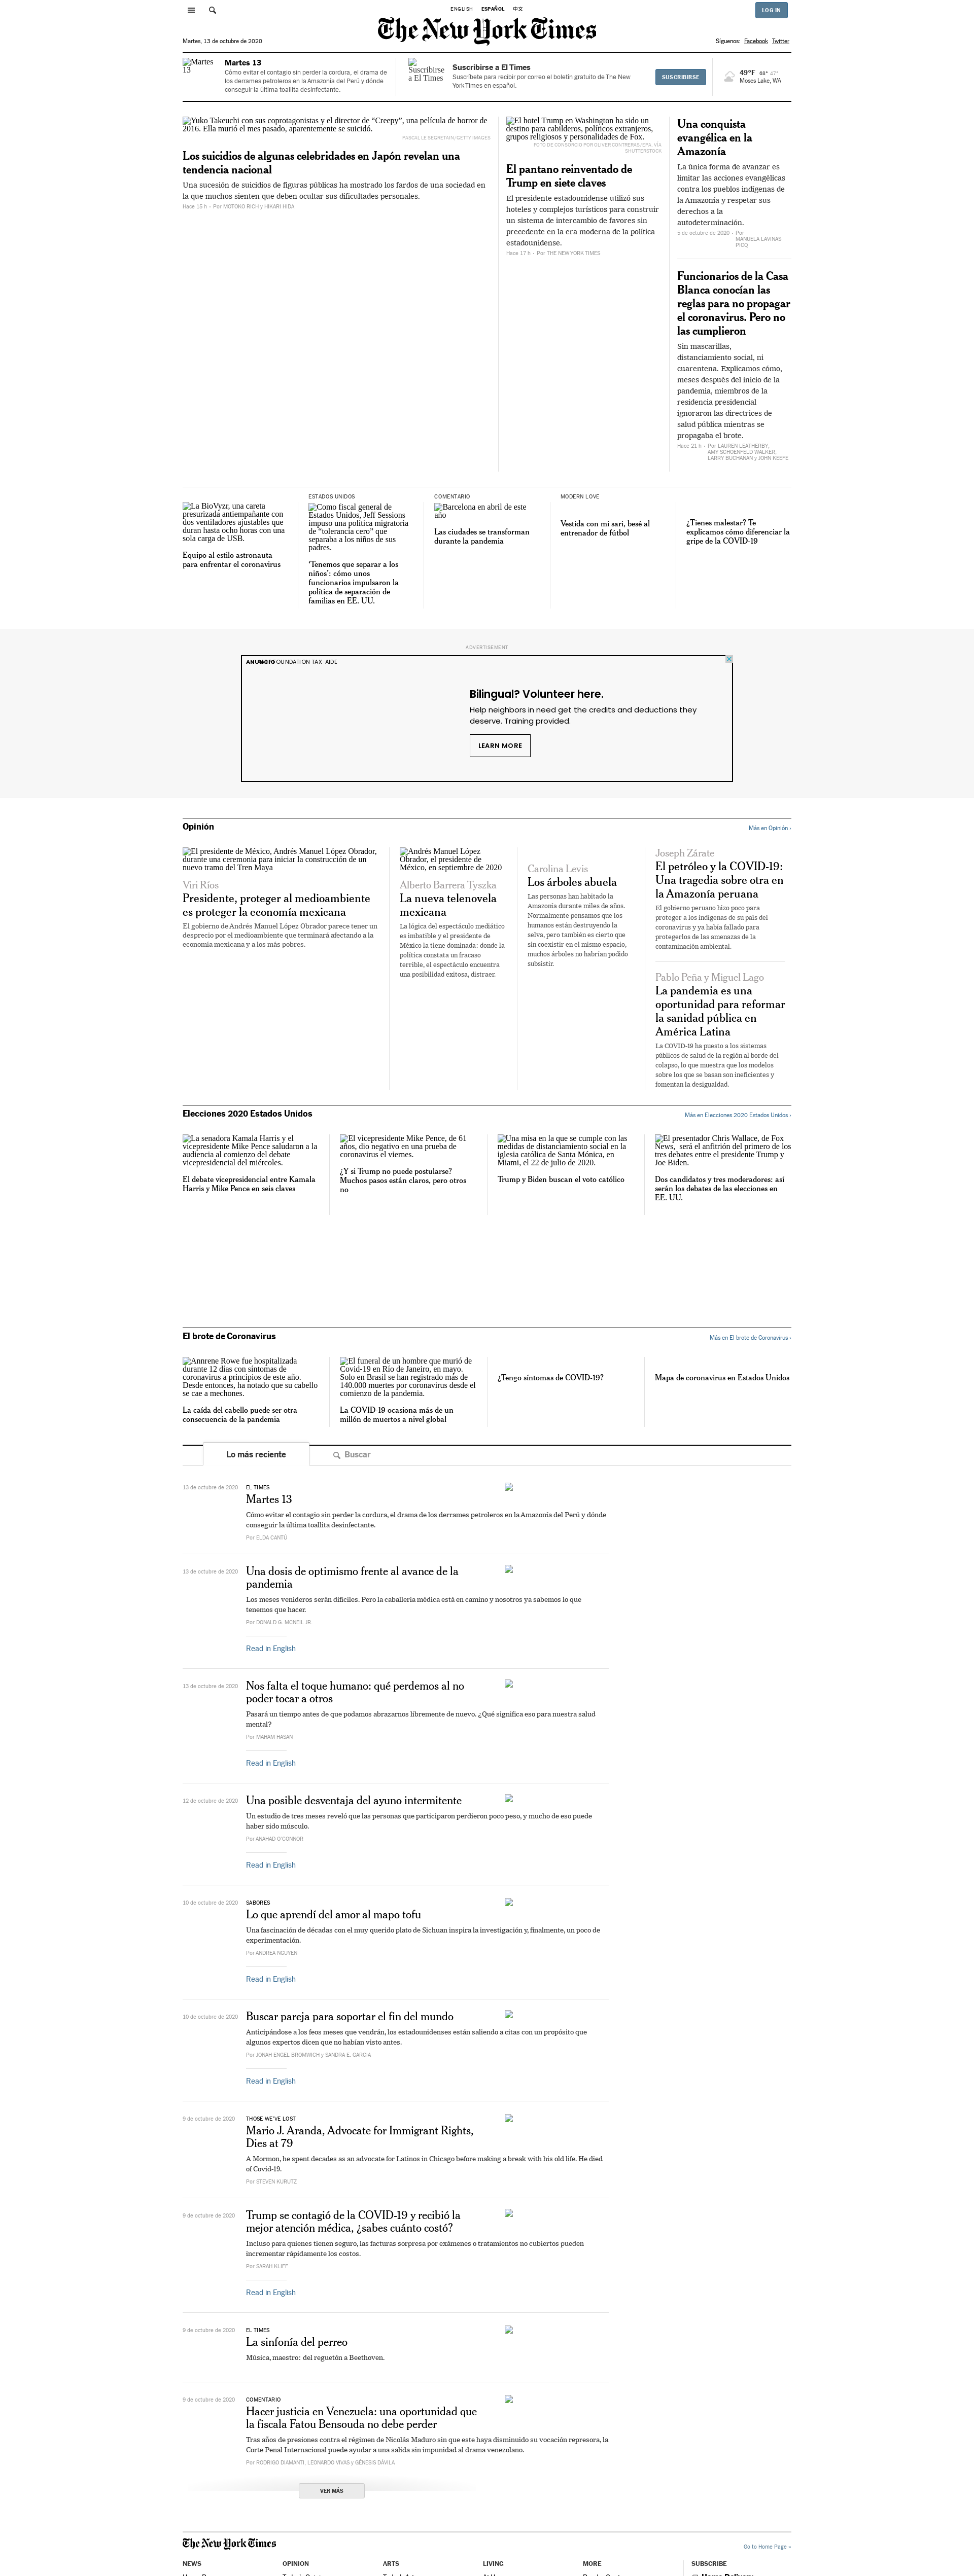 ENGLISH ESPAÑOL 中文
LOG IN
The New York Times
Martes, 13 de octubre de 2020
Síguenos: Facebook Twitter
Martes 13
Martes 13
Cómo evitar el contagio sin perder la cordura, el drama de
los derrames petroleros en la Amazonía del Perú y dónde
conseguir la última toallita desinfectante.
Suscribirse a El Times
Suscribirse a El Times
Suscríbete para recibir por correo el boletín gratuito de The New
York Times en español.
SUSCRIBIRSE
49°F
Moses Lake, WA
Yuko Takeuchi con sus coprotagonistas y el director de “Creepy”, una película de horror de
2016. Ella murió el mes pasado, aparentemente se suicidó.
PASCAL LE SEGRETAIN/GETTY IMAGES
Los suicidios de algunas celebridades en Japón revelan una
tendencia nacional
Una sucesión de suicidios de figuras públicas ha mostrado los fardos de una sociedad en
la que muchos sienten que deben ocultar sus dificultades personales.
Hace 15 h - Por MOTOKO RICH y HIKARI HIDA
El hotel Trump en Washington ha sido un
destino para cabilderos, políticos extranjeros,
grupos religiosos y personalidades de Fox.
FOTO DE CONSORCIO POR OLIVER CONTRERAS/EPA, VÍA
SHUTTERSTOCK
El pantano reinventado de
Trump en siete claves
El presidente estadounidense utilizó sus
hoteles y complejos turísticos para construir
un sistema de intercambio de favores sin
precedente en la era moderna de la política
estadounidense.
Hace 17 h - Por THE NEW YORK TIMES
Una conquista
evangélica en la
Amazonía
La única forma de avanzar es
limitar las acciones evangélicas
contra los pueblos indígenas de
la Amazonía y respetar sus
derechos a la
autodeterminación.
5 de octubre de 2020 - Por
MANUELA LAVINAS
PICQ
Funcionarios de la Casa
Blanca conocían las
reglas para no propagar
el coronavirus. Pero no
las cumplieron
Sin mascarillas,
distanciamiento social, ni
cuarentena. Explicamos cómo,
meses después del inicio de la
pandemia, miembros de la
residencia presidencial
ignoraron las directrices de
salud pública mientras se
propagaba el brote.
Hace 21 h - Por LAUREN LEATHERBY,
AMY SCHOENFELD WALKER,
LARRY BUCHANAN y JOHN KEEFE
La BioVyzr, una careta
presurizada antiempañante con
dos ventiladores ajustables que
duran hasta ocho horas con una
sola carga de USB.
Equipo al estilo astronauta
para enfrentar el coronavirus
ESTADOS UNIDOS
Como fiscal general de
Estados Unidos, Jeff Sessions
impuso una política migratoria
de “tolerancia cero” que
separaba a los niños de sus
padres.
‘Tenemos que separar a los
niños’: cómo unos
funcionarios impulsaron la
política de separación de
familias en EE. UU.
COMENTARIO
Barcelona en abril de este
año
Las ciudades se transforman
durante la pandemia
MODERN LOVE
Vestida con mi sari, besé al
entrenador de fútbol
¿Tienes malestar? Te
explicamos cómo diferenciar la
gripe de la COVID-19
ADVERTISEMENT
Bilingual? Volunteer here.
Help neighbors in need get the credits and deductions they
deserve. Training provided.
LEARN MORE
Opinión
Más en Opinión ›
El presidente de México, Andrés Manuel López Obrador,
durante una ceremonia para iniciar la construcción de un
nuevo tramo del Tren Maya
Viri Ríos
Presidente, proteger al medioambiente
es proteger la economía mexicana
El gobierno de Andrés Manuel López Obrador parece tener un
desprecio por el medioambiente que terminará afectando a la
economía mexicana y a los más pobres.
Andrés Manuel López
Obrador, el presidente de
México, en septiembre de 2020
Alberto Barrera Tyszka
La nueva telenovela
mexicana
La lógica del espectáculo mediático
es imbatible y el presidente de
México la tiene dominada: donde la
política constata un fracaso
terrible, el espectáculo encuentra
una posibilidad exitosa, distraer.
Carolina Levis
Los árboles abuela
Las personas han habitado la
Amazonía durante miles de años.
Normalmente pensamos que los
humanos están destruyendo la
selva, pero también es cierto que
sin coexistir en el mismo espacio,
muchos árboles no habrían podido
subsistir.
Joseph Zárate
El petróleo y la COVID-19:
Una tragedia sobre otra en
la Amazonía peruana
El gobierno peruano hizo poco para
proteger a los indígenas de su país del
coronavirus y ya había fallado para
protegerlos de las amenazas de la
contaminación ambiental.
Pablo Peña y Miguel Lago
La pandemia es una
oportunidad para reformar
la sanidad pública en
América Latina
La COVID-19 ha puesto a los sistemas
públicos de salud de la región al borde del
colapso, lo que muestra que los modelos
sobre los que se basan son ineficientes y
fomentan la desigualdad.
Elecciones 2020 Estados Unidos
Más en Elecciones 2020 Estados Unidos ›
La senadora Kamala Harris y el
vicepresidente Mike Pence saludaron a la
audiencia al comienzo del debate
vicepresidencial del miércoles.
El debate vicepresidencial entre Kamala
Harris y Mike Pence en seis claves
El vicepresidente Mike Pence, de 61
años, dio negativo en una prueba de
coronavirus el viernes.
¿Y si Trump no puede postularse?
Muchos pasos están claros, pero otros
no
Una misa en la que se cumple con las
medidas de distanciamiento social en la
iglesia católica de Santa Mónica, en
Miami, el 22 de julio de 2020.
Trump y Biden buscan el voto católico
El presentador Chris Wallace, de Fox
News, será el anfitrión del primero de los
tres debates entre el presidente Trump y
Joe Biden.
Dos candidatos y tres moderadores: así
serán los debates de las elecciones en
EE. UU.
El brote de Coronavirus
Más en El brote de Coronavirus ›
Annrene Rowe fue hospitalizada
durante 12 días con síntomas de
coronavirus a principios de este año.
Desde entonces, ha notado que su cabello
se cae a mechones.
La caída del cabello puede ser otra
consecuencia de la pandemia
El funeral de un hombre que murió de
Covid-19 en Río de Janeiro, en mayo.
Solo en Brasil se han registrado más de
140.000 muertes por coronavirus desde el
comienzo de la pandemia.
La COVID-19 ocasiona más de un
millón de muertos a nivel global
¿Tengo síntomas de COVID-19?
Mapa de coronavirus en Estados Unidos
Lo más reciente
Buscar
13 de octubre de 2020
EL TIMES
Martes 13
Cómo evitar el contagio sin perder la cordura, el drama de los derrames petroleros en la Amazonía del Perú y dónde
conseguir la última toallita desinfectante.
Por ELDA CANTÚ
13 de octubre de 2020
Una dosis de optimismo frente al avance de la
pandemia
Los meses venideros serán difíciles. Pero la caballería médica está en camino y nosotros ya sabemos lo que
tenemos que hacer.
Por DONALD G. MCNEIL JR.
Read in English
13 de octubre de 2020
Nos falta el toque humano: qué perdemos al no
poder tocar a otros
Pasará un tiempo antes de que podamos abrazarnos libremente de nuevo. ¿Qué significa eso para nuestra salud
mental?
Por MAHAM HASAN
Read in English
12 de octubre de 2020
Una posible desventaja del ayuno intermitente
Un estudio de tres meses reveló que las personas que participaron perdieron poco peso, y mucho de eso puede
haber sido músculo.
Por ANAHAD O'CONNOR
Read in English
10 de octubre de 2020
SABORES
Lo que aprendí del amor al mapo tofu
Una fascinación de décadas con el muy querido plato de Sichuan inspira la investigación y, finalmente, un poco de
experimentación.
Por ANDREA NGUYEN
Read in English
10 de octubre de 2020
Buscar pareja para soportar el fin del mundo
Anticipándose a los feos meses que vendrán, los estadounidenses están saliendo a citas con un propósito que
algunos expertos dicen que no habían visto antes.
Por JONAH ENGEL BROMWICH y SANDRA E. GARCIA
Read in English
9 de octubre de 2020
THOSE WE'VE LOST
Mario J. Aranda, Advocate for Immigrant Rights,
Dies at 79
A Mormon, he spent decades as an advocate for Latinos in Chicago before making a break with his old life. He died
of Covid-19.
Por STEVEN KURUTZ
9 de octubre de 2020
Trump se contagió de la COVID-19 y recibió la
mejor atención médica, ¿sabes cuánto costó?
Incluso para quienes tienen seguro, las facturas sorpresa por exámenes o tratamientos no cubiertos pueden
incrementar rápidamente los costos.
Por SARAH KLIFF
Read in English
9 de octubre de 2020
EL TIMES
La sinfonía del perreo
Música, maestro: del reguetón a Beethoven.
9 de octubre de 2020
COMENTARIO
Hacer justicia en Venezuela: una oportunidad que
la fiscala Fatou Bensouda no debe perder
Tras años de presiones contra el régimen de Nicolás Maduro sin que este haya disminuido su vocación represora, la
Corte Penal Internacional puede ayudar a una salida sin impunidad al drama venezolano.
Por RODRIGO DIAMANTI, LEONARDO VIVAS y GÉNESIS DÁVILA
VER MÁS
The New York Times
Go to Home Page »
NEWS OPINION ARTS LIVING MORE SUBSCRIBE